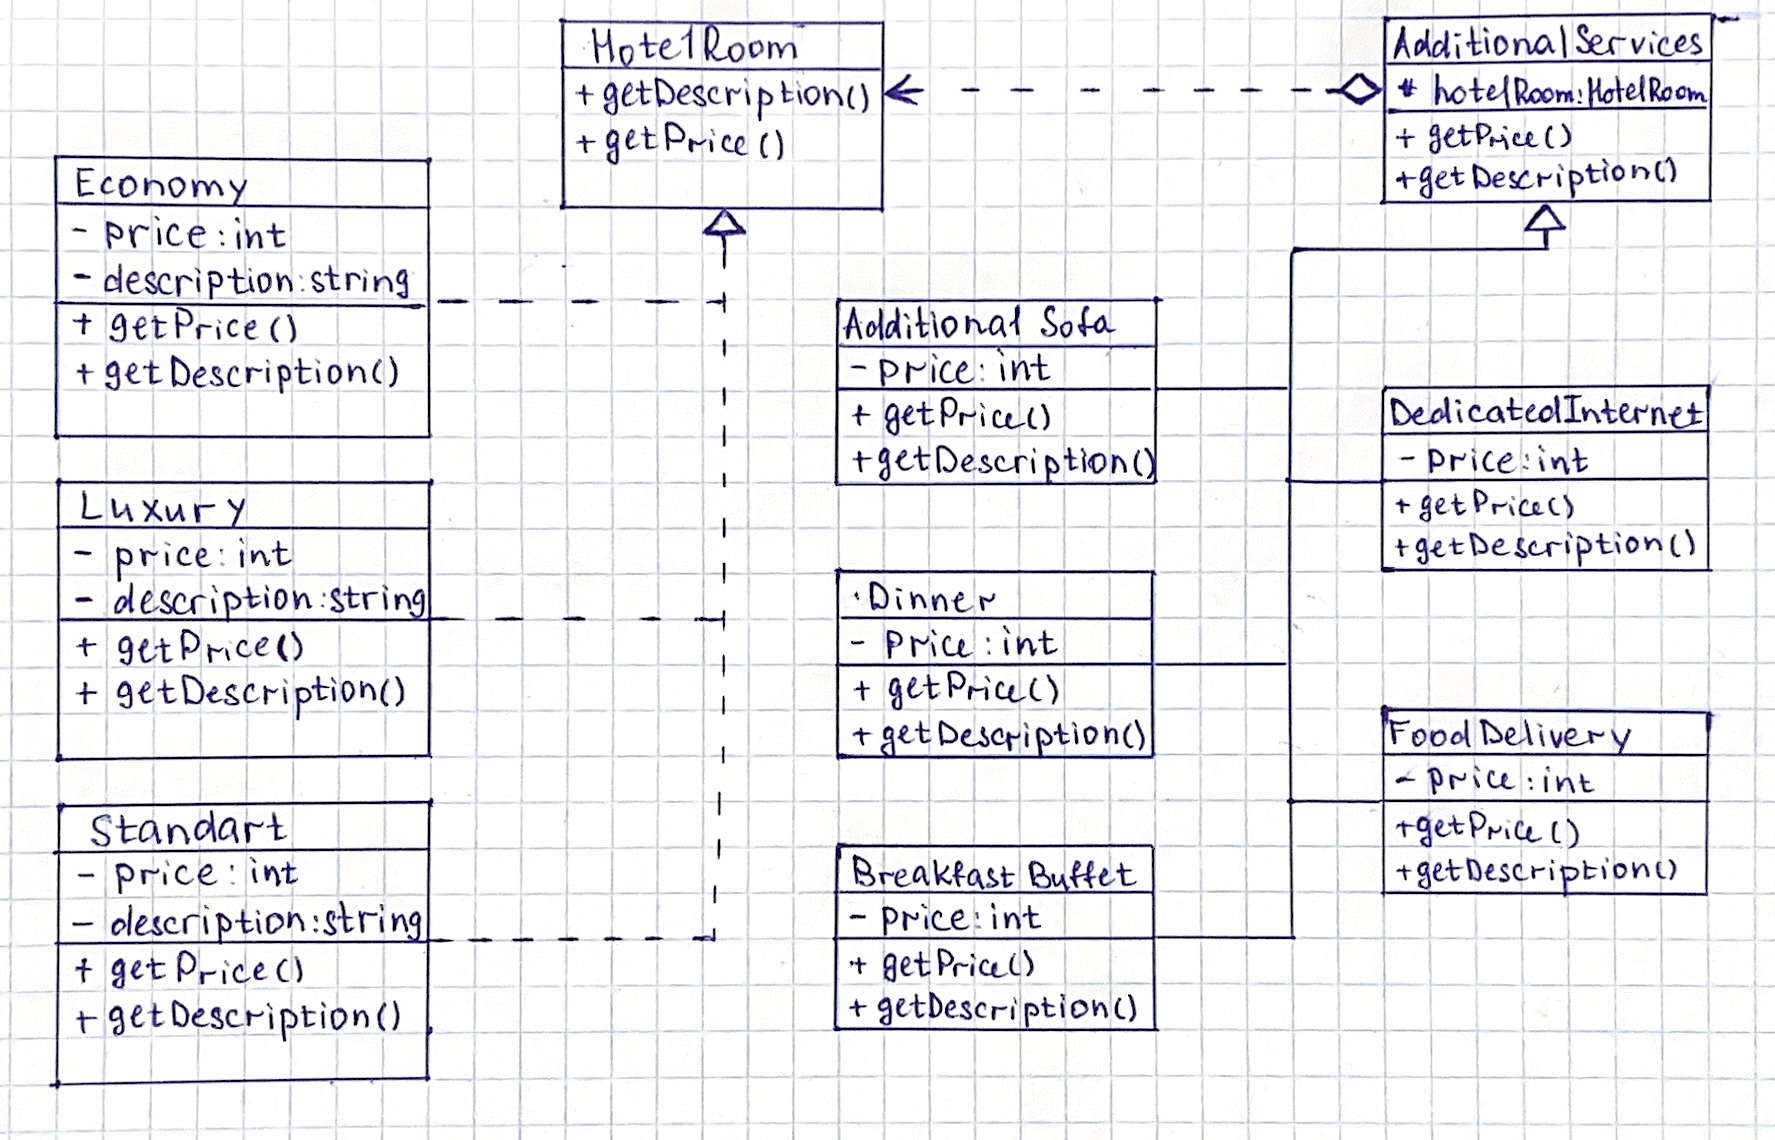 HotelRoom
+ getDescription()
+ getPrice()
AdditionalServices
# hotelRoom:HotelRoom
+ getPrice()
+ getDescription()
Economy
- price: int
- description: string
+ getPrice()
+ getDescription()
Luxury
- price: int
- description: string
+ getPrice()
+ getDescription()
Standart
- price: int
- description: string
+ getPrice()
+ getDescription()
Additional Sofa
- price: int
+ getPrice()
+ getDescription()
Dinner
- price: int
+ getPrice()
+ getDescription()
Breakfast Buffet
- price: int
+ getPrice()
+ getDescription()
DedicatedInternet
- price: int
+ getPrice()
+ getDescription()
FoodDelivery
- price: int
+ getPrice()
+ getDescription()